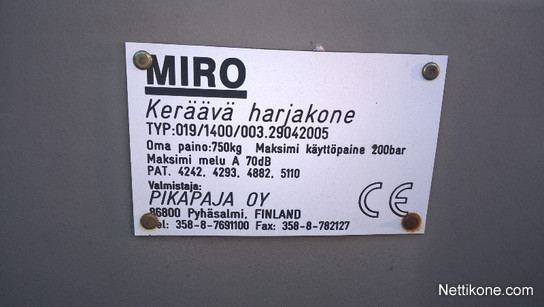 MIRO
Keräävä harjakone
TYP:019/1400/003.29042005
Oma paino:750kg Maksimi käyttöpaine 200bar
Maksimi melu A 70dB
PAT. 4242, 4293, 4882, 5110
Valmistaja:
PIKAPAJA OY
86800 Pyhäsalmi, FINLAND
Tel: 358-8-7691100 Fax: 358-8-782127
CE
Nettikone.com